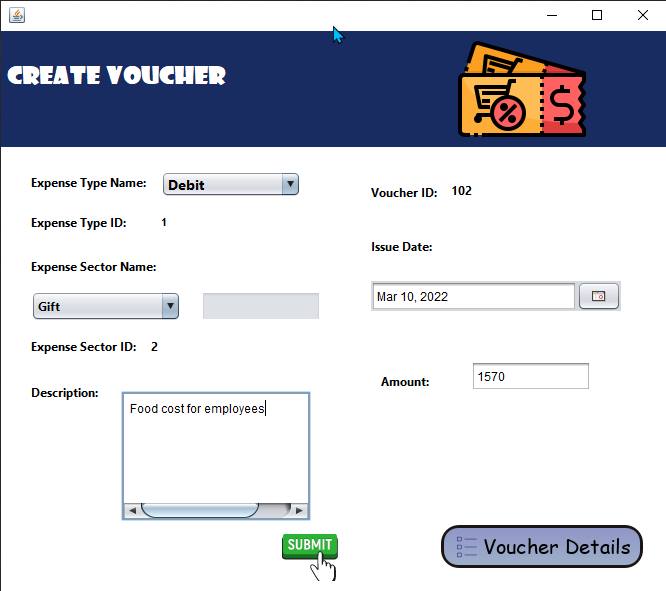 CREATE VOUCHER
$
%
Expense Type Name: Debit
Voucher ID: 102
Expense Type ID: 1
Issue Date:
Expense Sector Name:
Gift
Mar 10, 2022
Expense Sector ID: 2
Amount: 1570
Description:
Food cost for employees
SUBMIT
Voucher Details